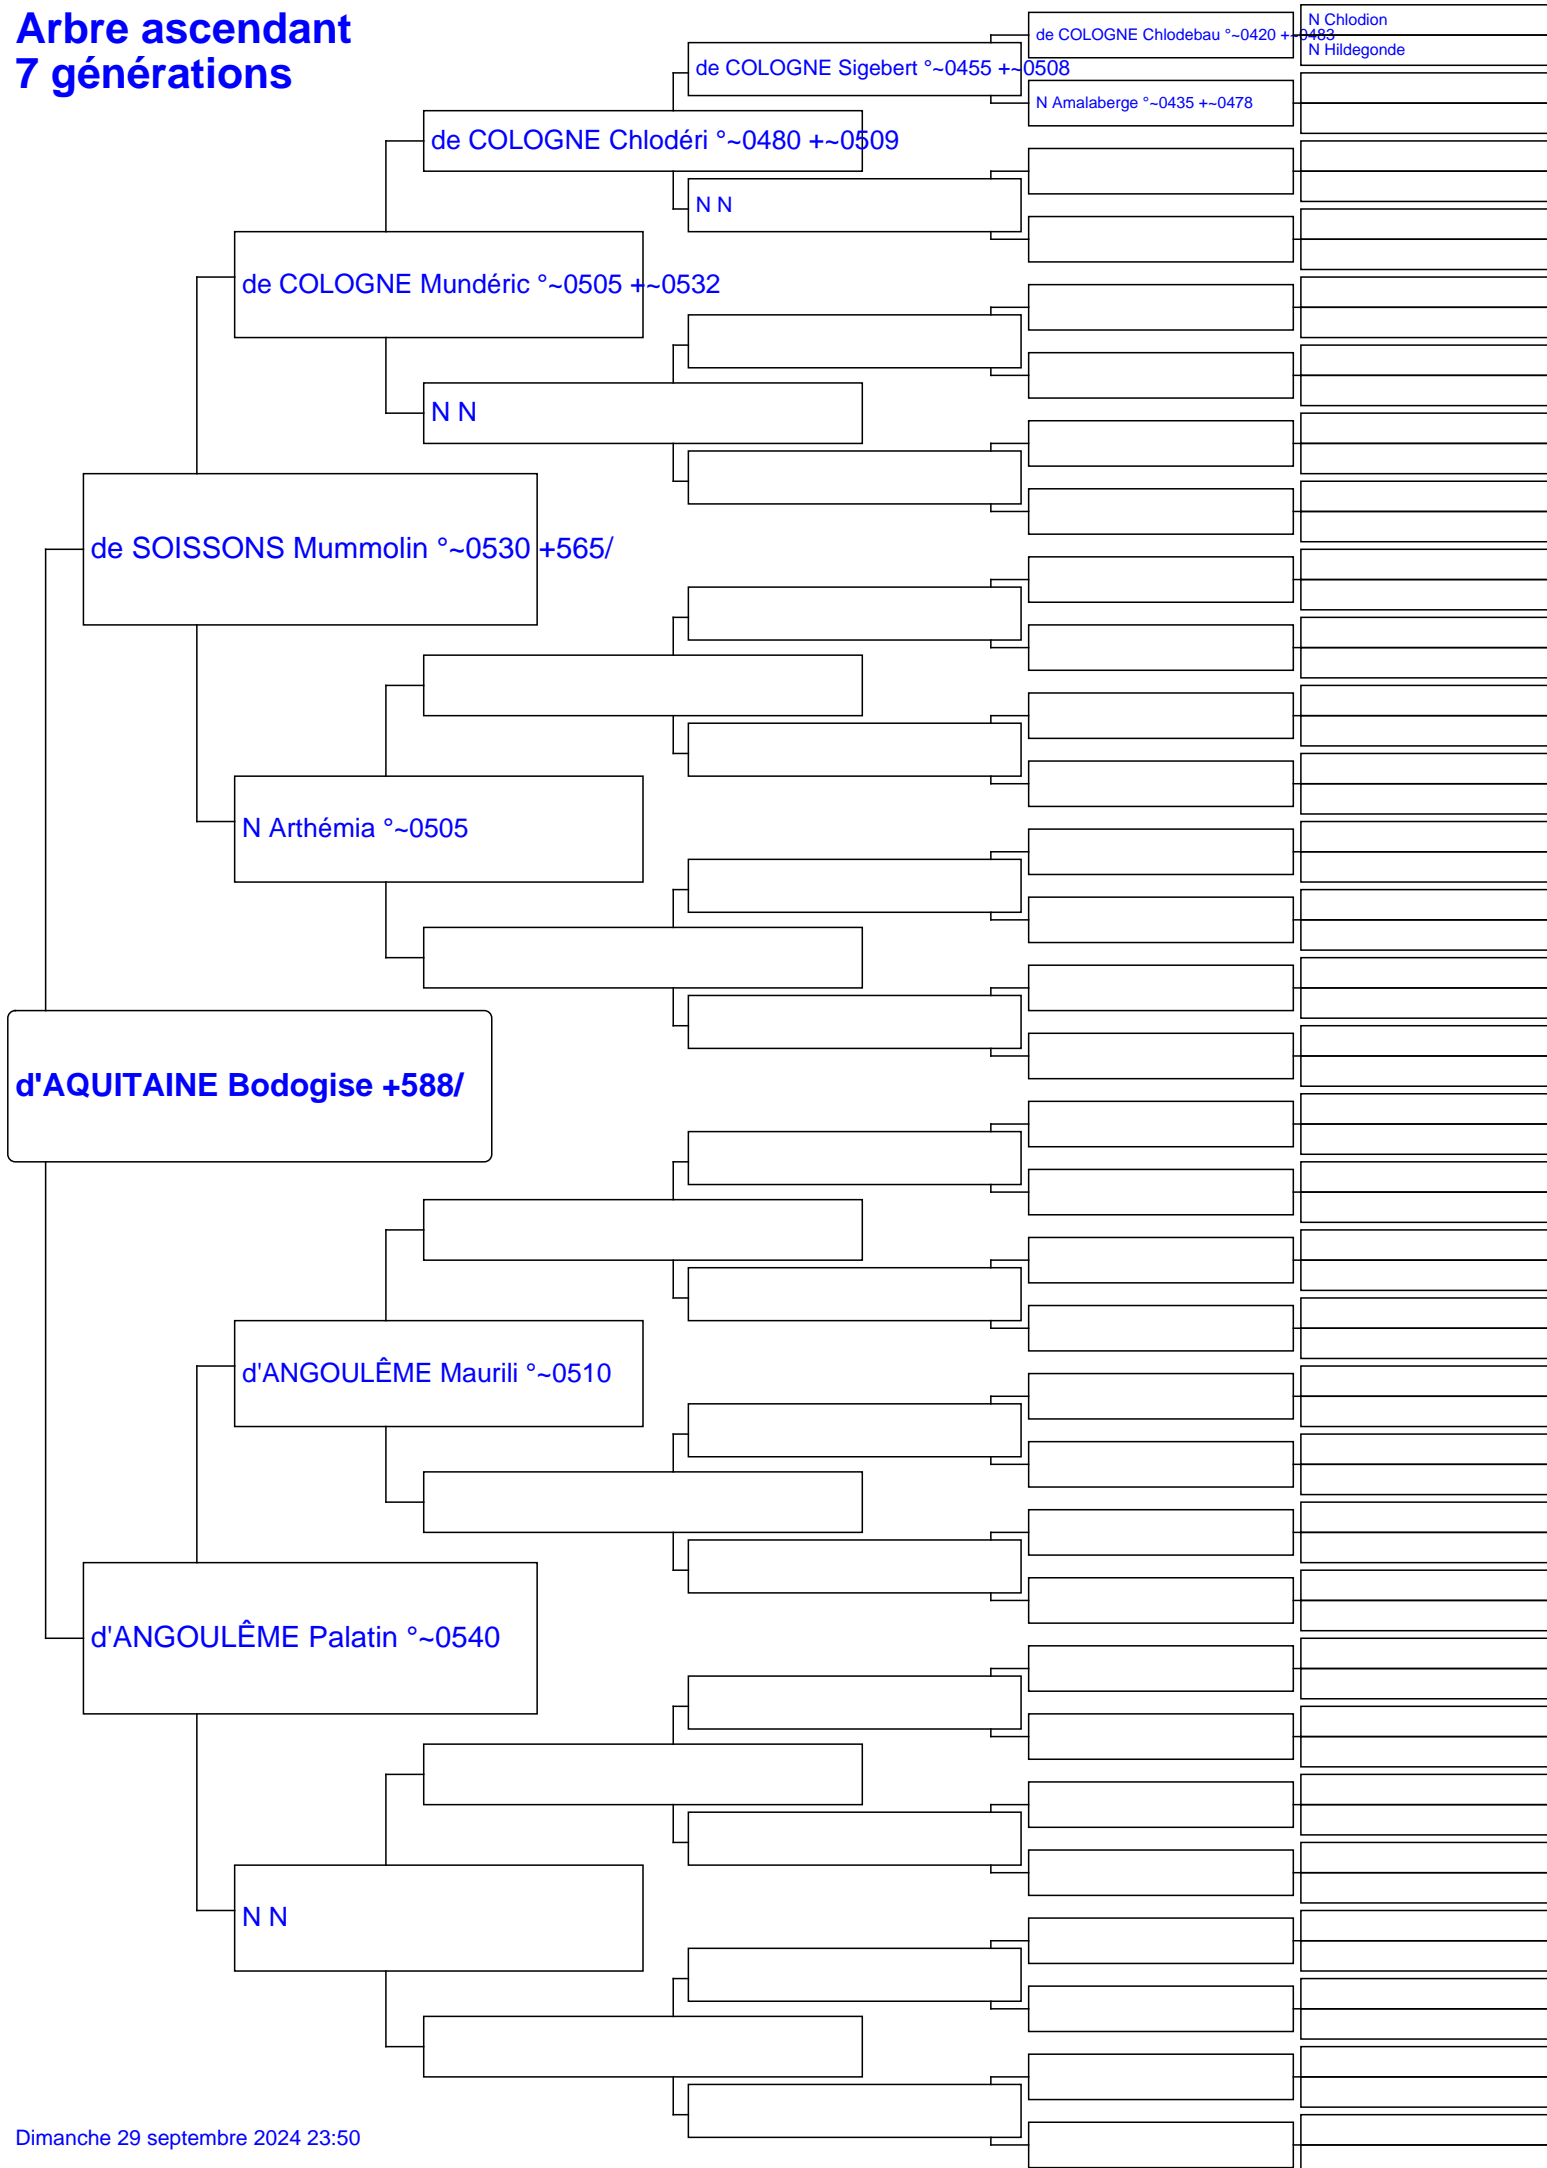 Arbre ascendant
7 générations
N Chlodion
de COLOGNE Chlodebau °~0420 +~0483
N Hildegonde
de COLOGNE Sigebert °~0455 +~0508
N Amalaberge °~0435 +~0478
de COLOGNE Chlodéri °~0480 +~0509
N N
de COLOGNE Mundéric °~0505 +~0532
N N
de SOISSONS Mummolin °~0530 +565/
N Arthémia °~0505
d'AQUITAINE Bodogise +588/
d'ANGOULÊME Maurili °~0510
d'ANGOULÊME Palatin °~0540
N N
Dimanche 29 septembre 2024 23:50